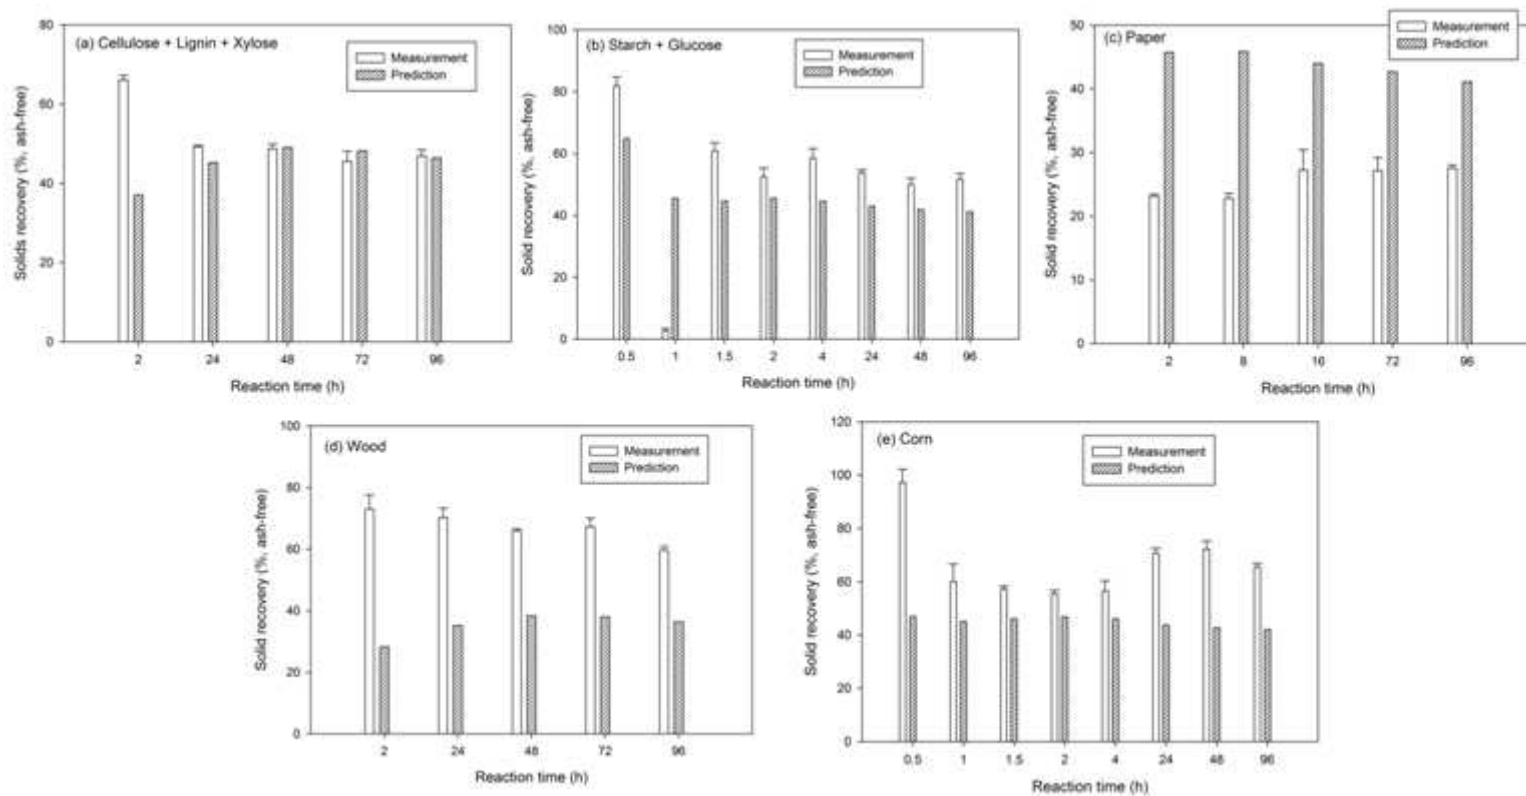 (a) Cellulose + Lignin + Xylose
Measurement
Prediction
Solids recovery (%, ash-free)
80
60
40
20
0
2 24 48 72 96
Reaction time (h)
(b) Starch + Glucose
Measurement
Prediction
Solid recovery (%, ash-free)
100
80
60
40
20
0
0.5 1 1.5 2 4 24 48 96
Reaction time (h)
(c) Paper
Measurement
Prediction
Solid recovery (%, ash-free)
50
40
30
20
10
0
2 8 16 72 96
Reaction time (h)
(d) Wood
Measurement
Prediction
Solid recovery (%, ash-free)
100
80
60
40
20
0
2 24 48 72 96
Reaction time (h)
(e) Corn
Measurement
Prediction
Solid recovery (%, ash-free)
120
100
80
60
40
20
0
0.5 1 1.5 2 4 24 48 96
Reaction time (h)